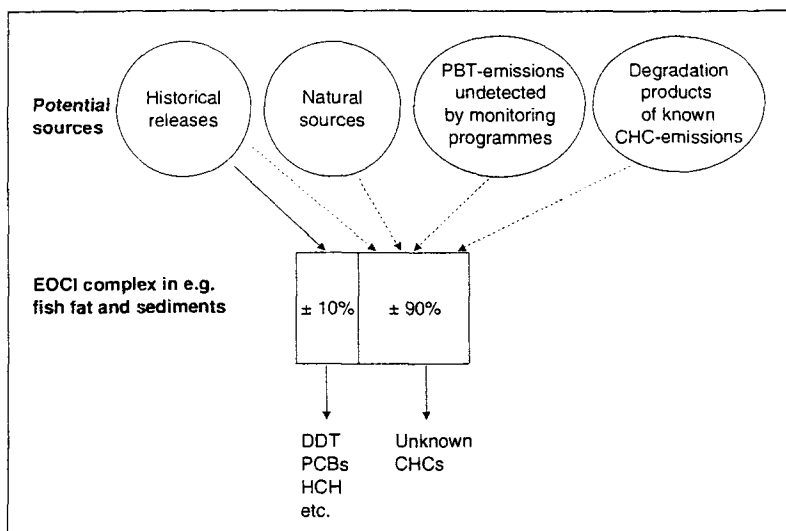 Potential
sources
Historical
releases
Natural
sources
PBT-emissions
undetected
by monitoring
programmes
Degradation
products
of known
CHC-emissions
EOCl complex in e.g.
fish fat and sediments
± 10%
± 90%
DDT
PCBs
HCH
etc.
Unknown
CHCs